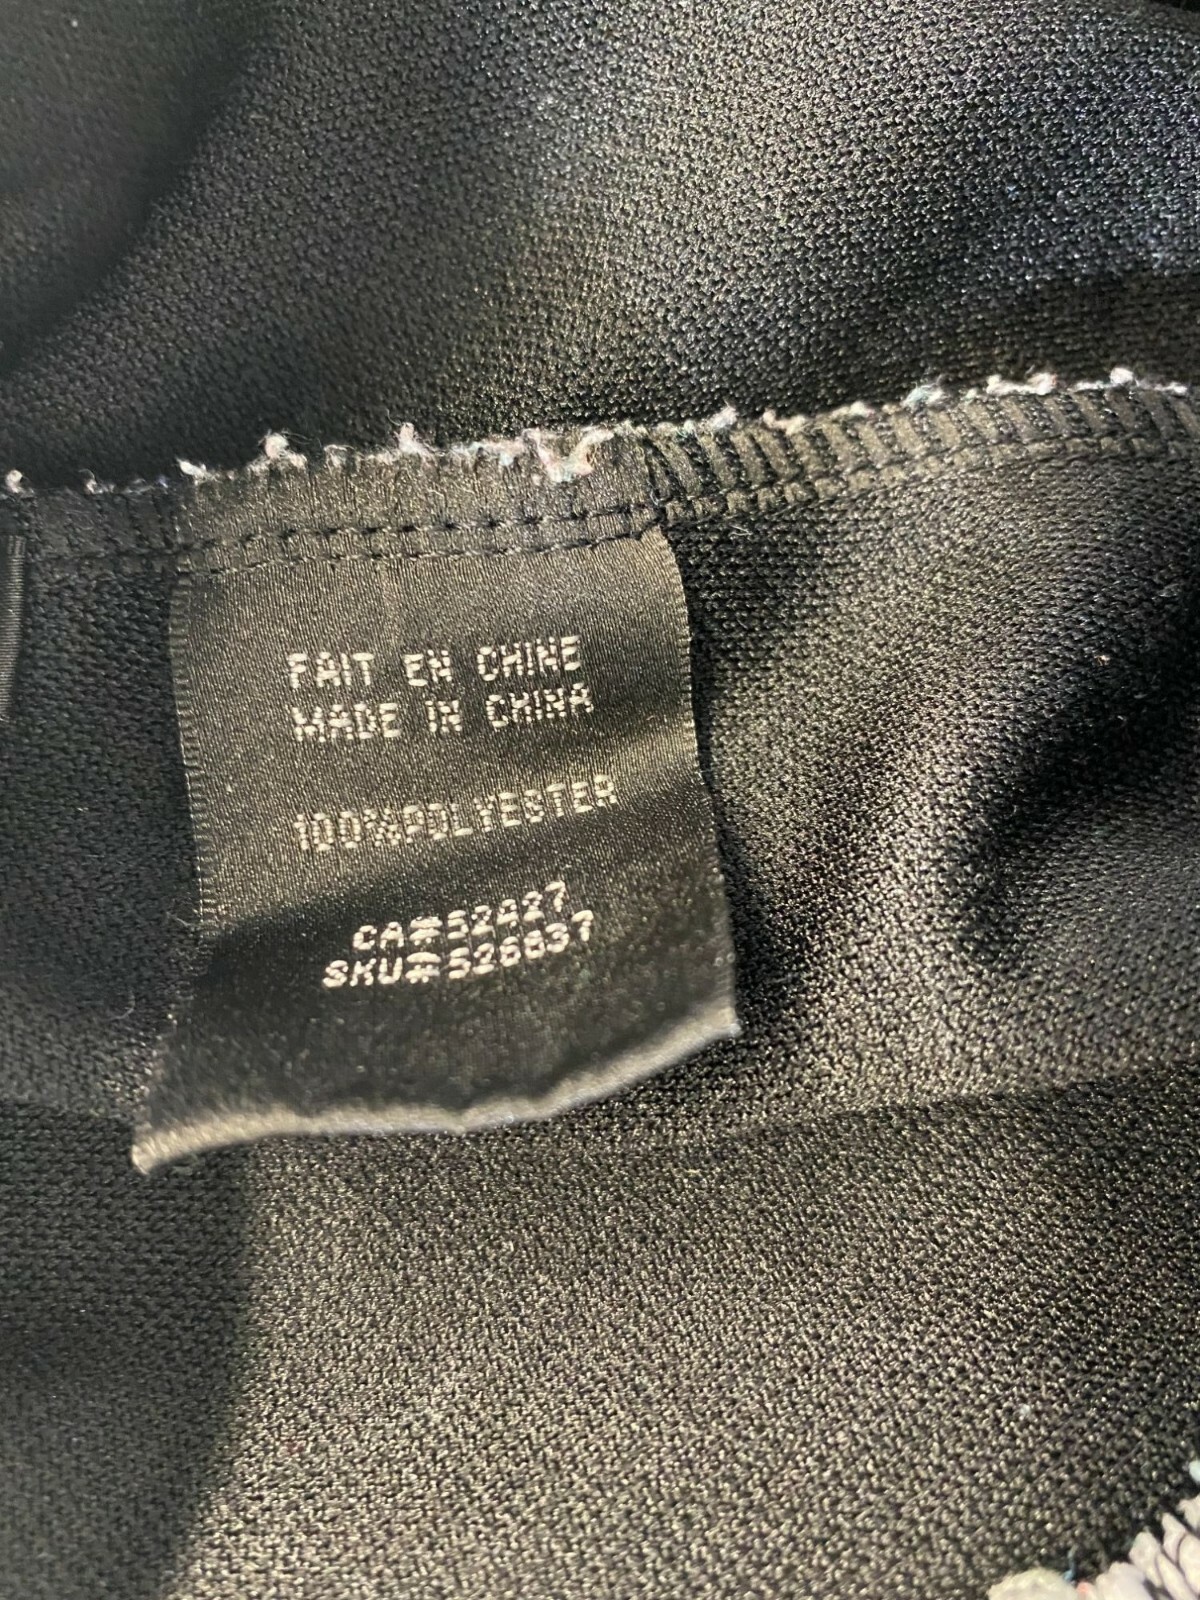 FAIT EN CHINE
MADE IN CHINA
100%POLYESTER
CA#52427
SKU#526837